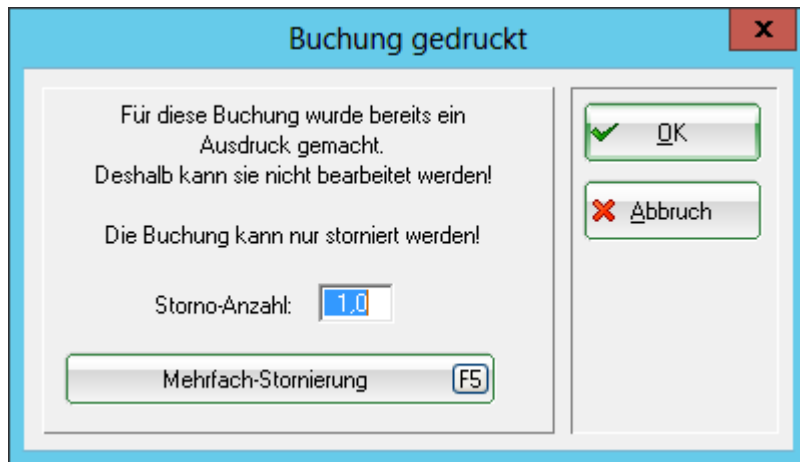 Buchung gedruckt
x
Für diese Buchung wurde bereits ein
Ausdruck gemacht.
Deshalb kann sie nicht bearbeitet werden!
Die Buchung kann nur storniert werden!
Storno-Anzahl: 1,0
Mehrfach-Stornierung F5
OK
Abbruch